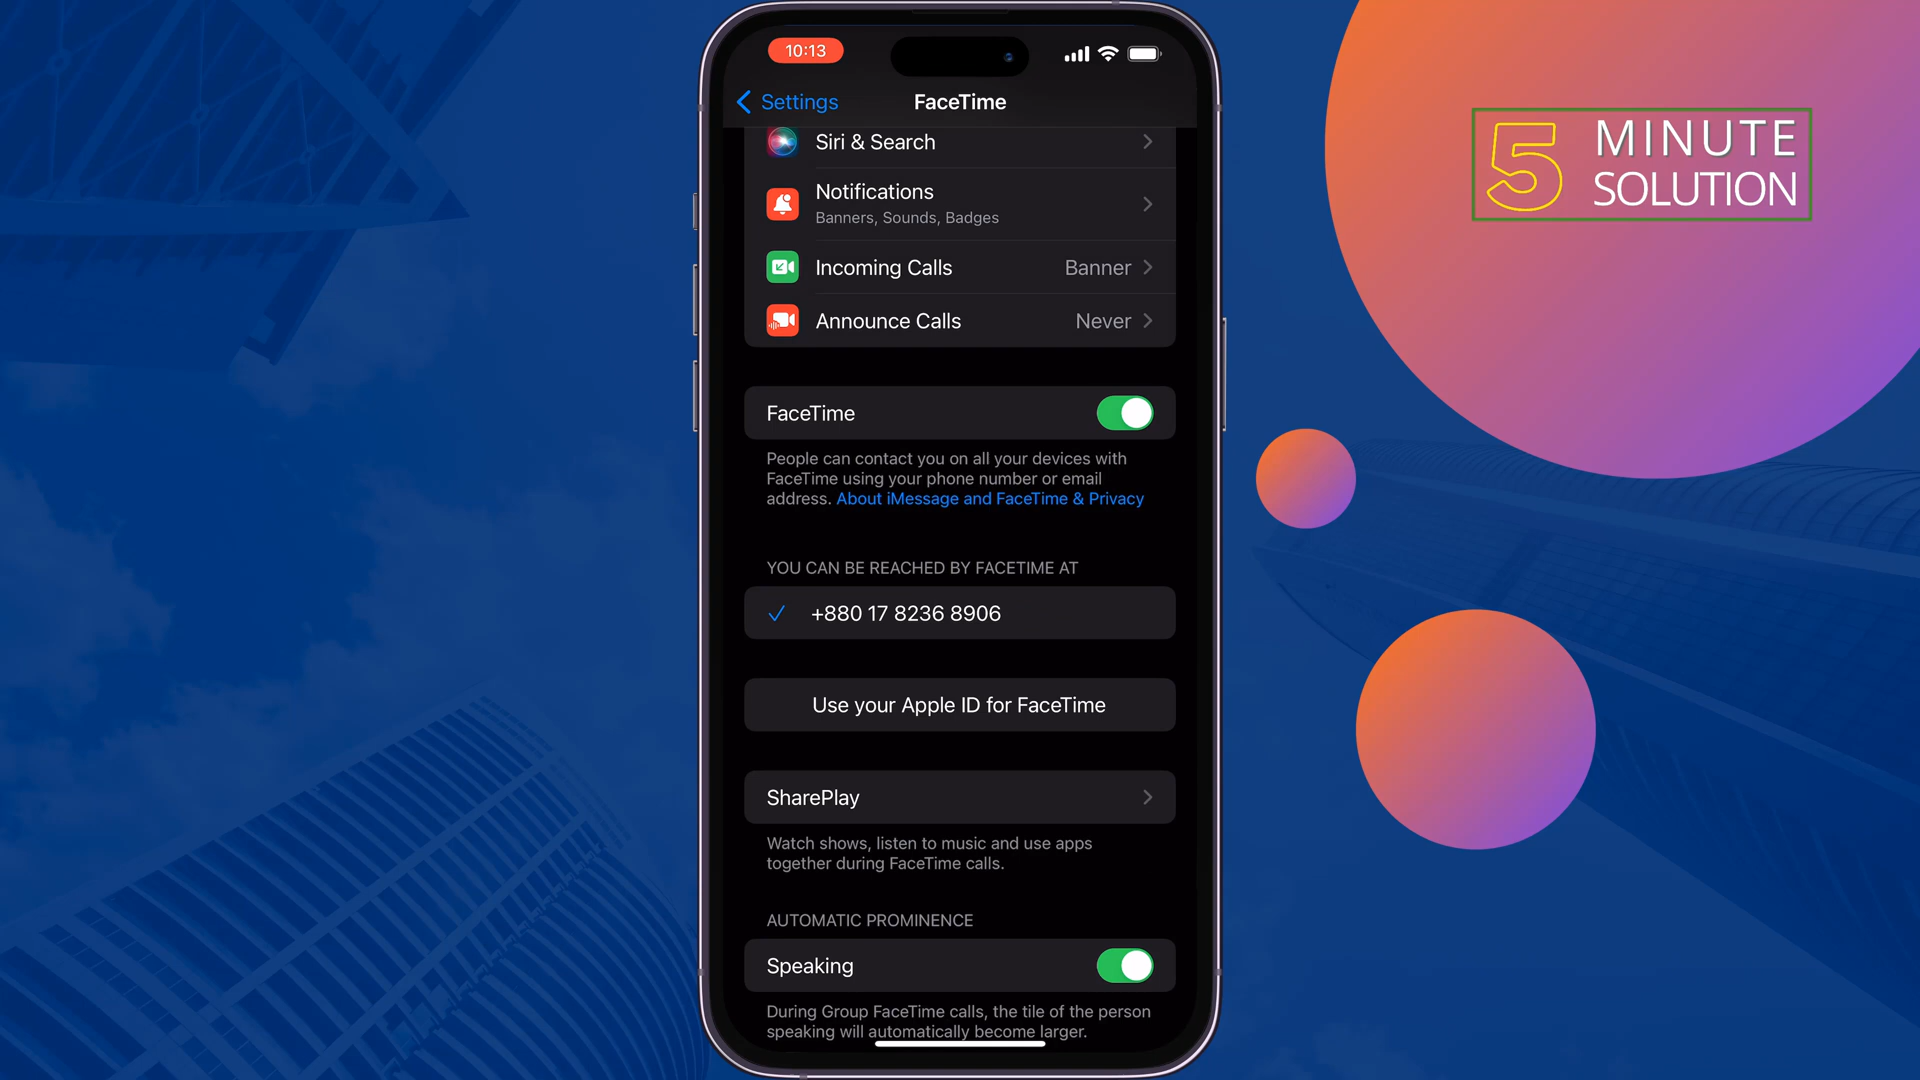 10:13
Settings
FaceTime
Siri & Search
Notifications
Banners, Sounds, Badges
Incoming Calls Banner
Announce Calls Never
FaceTime
People can contact you on all your devices with
FaceTime using your phone number or email
address. About iMessage and FaceTime & Privacy
YOU CAN BE REACHED BY FACETIME AT
+880 17 8236 8906
Use your Apple ID for FaceTime
SharePlay
Watch shows, listen to music and use apps
together during FaceTime calls.
AUTOMATIC PROMINENCE
Speaking
During Group FaceTime calls, the tile of the person
speaking will automatically become larger.
5 MINUTE
SOLUTION